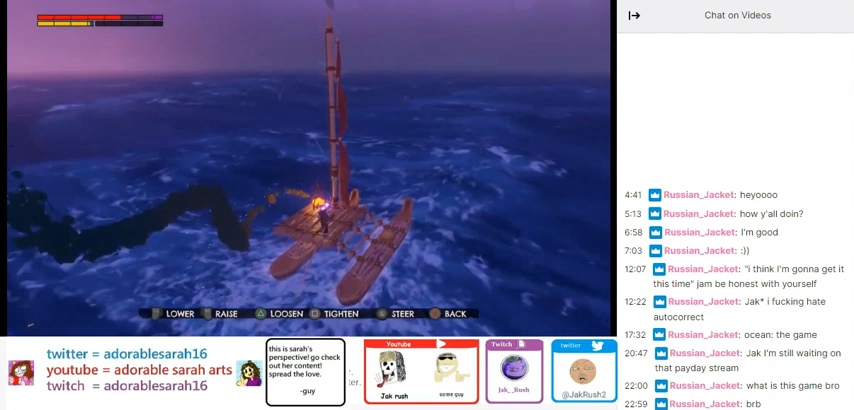 Chat on Videos
4:41 Russian_Jacket: heyoooo
5:13 Russian_Jacket: how y'all doin?
6:58 Russian_Jacket: I'm good
7:03 Russian_Jacket: :))
12:07 Russian_Jacket: "i think I'm gonna get it
this time" jam be honest with yourself
12:22 Russian_Jacket: Jak* i fucking hate
autocorrect
17:32 Russian_Jacket: ocean: the game
20:47 Russian_Jacket: Jak I'm still waiting on
that payday stream
22:00 Russian_Jacket: what is this game bro
22:59 Russian_Jacket: brb
LOWER RAISE LOOSEN TIGHTEN STEER BACK
twitter = adorablesarah16
youtube = adorable sarah arts
twitch = adorablesarah16
this is sarah's
perspective! go check
out her content!
spread the love.
-guy
ter.
Youtube
Jak rush
some guy
Twitch
Jak_Rush
twitter
@JakRush2